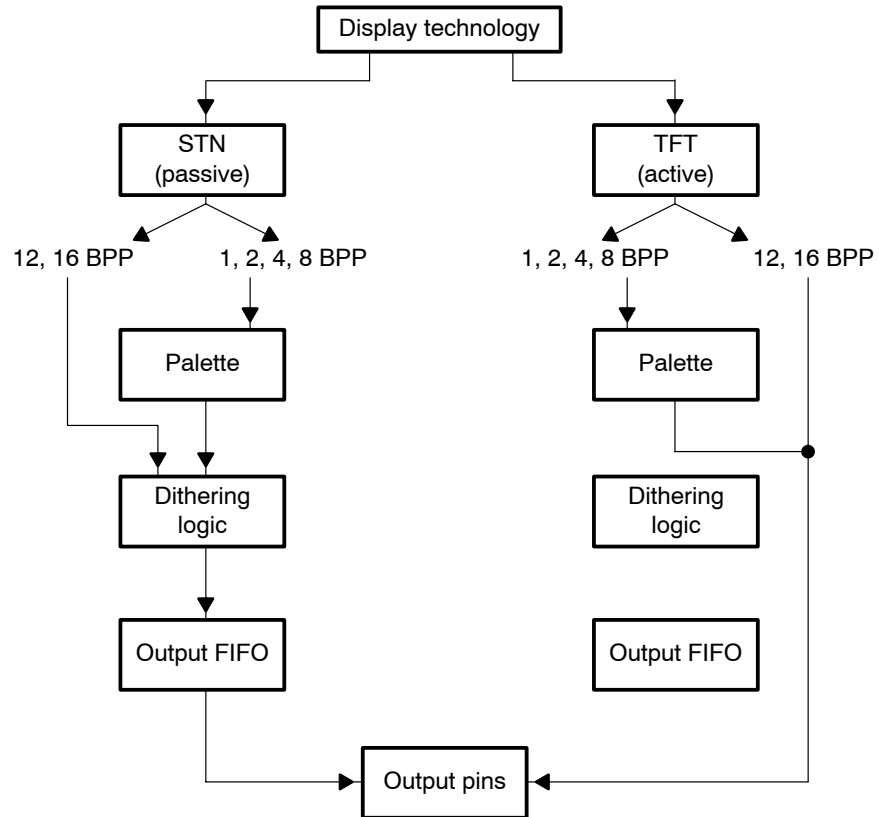 Display technology
STN
(passive)
TFT
(active)
12, 16 BPP
1, 2, 4, 8 BPP
1, 2, 4, 8 BPP
12, 16 BPP
Palette
Palette
Dithering
logic
Dithering
logic
Output FIFO
Output FIFO
Output pins